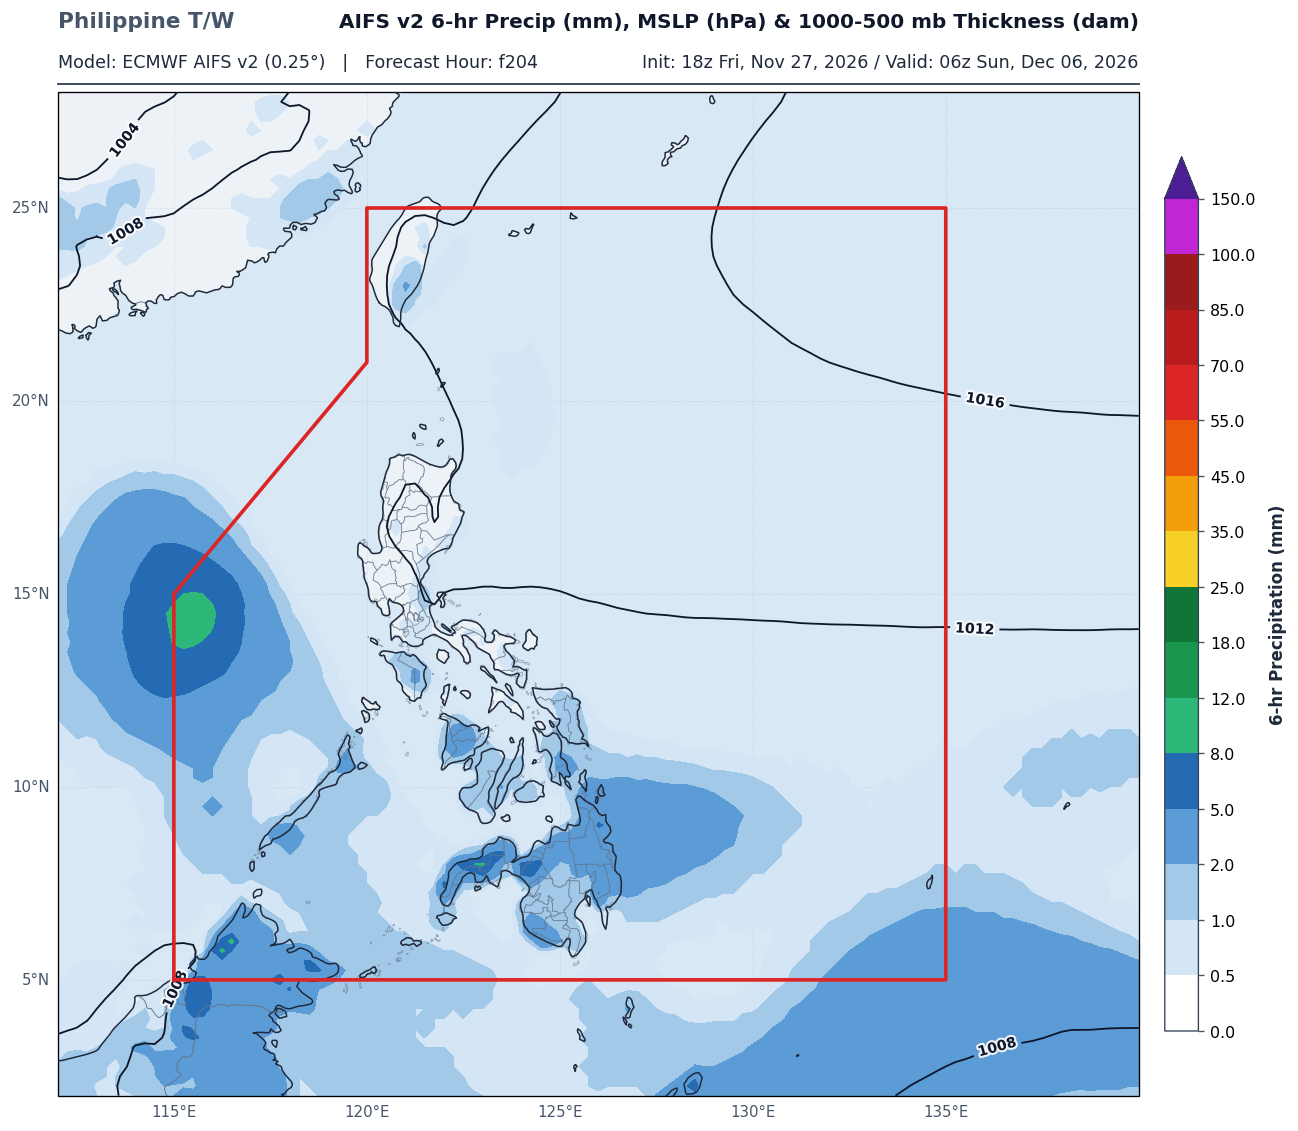 Philippine T/W
AIFS v2 6-hr Precip (mm), MSLP (hPa) & 1000-500 mb Thickness (dam)
Model: ECMWF AIFS v2 (0.25°) | Forecast Hour: f204
Init: 18z Fri, Nov 27, 2026 / Valid: 06z Sun, Dec 06, 2026
1004
1008
1016
1012
1008
1008
25°N
20°N
15°N
10°N
5°N
115°E
120°E
125°E
130°E
135°E
150.0
100.0
85.0
70.0
55.0
45.0
35.0
25.0
18.0
12.0
8.0
5.0
2.0
1.0
0.5
0.0
6-hr Precipitation (mm)